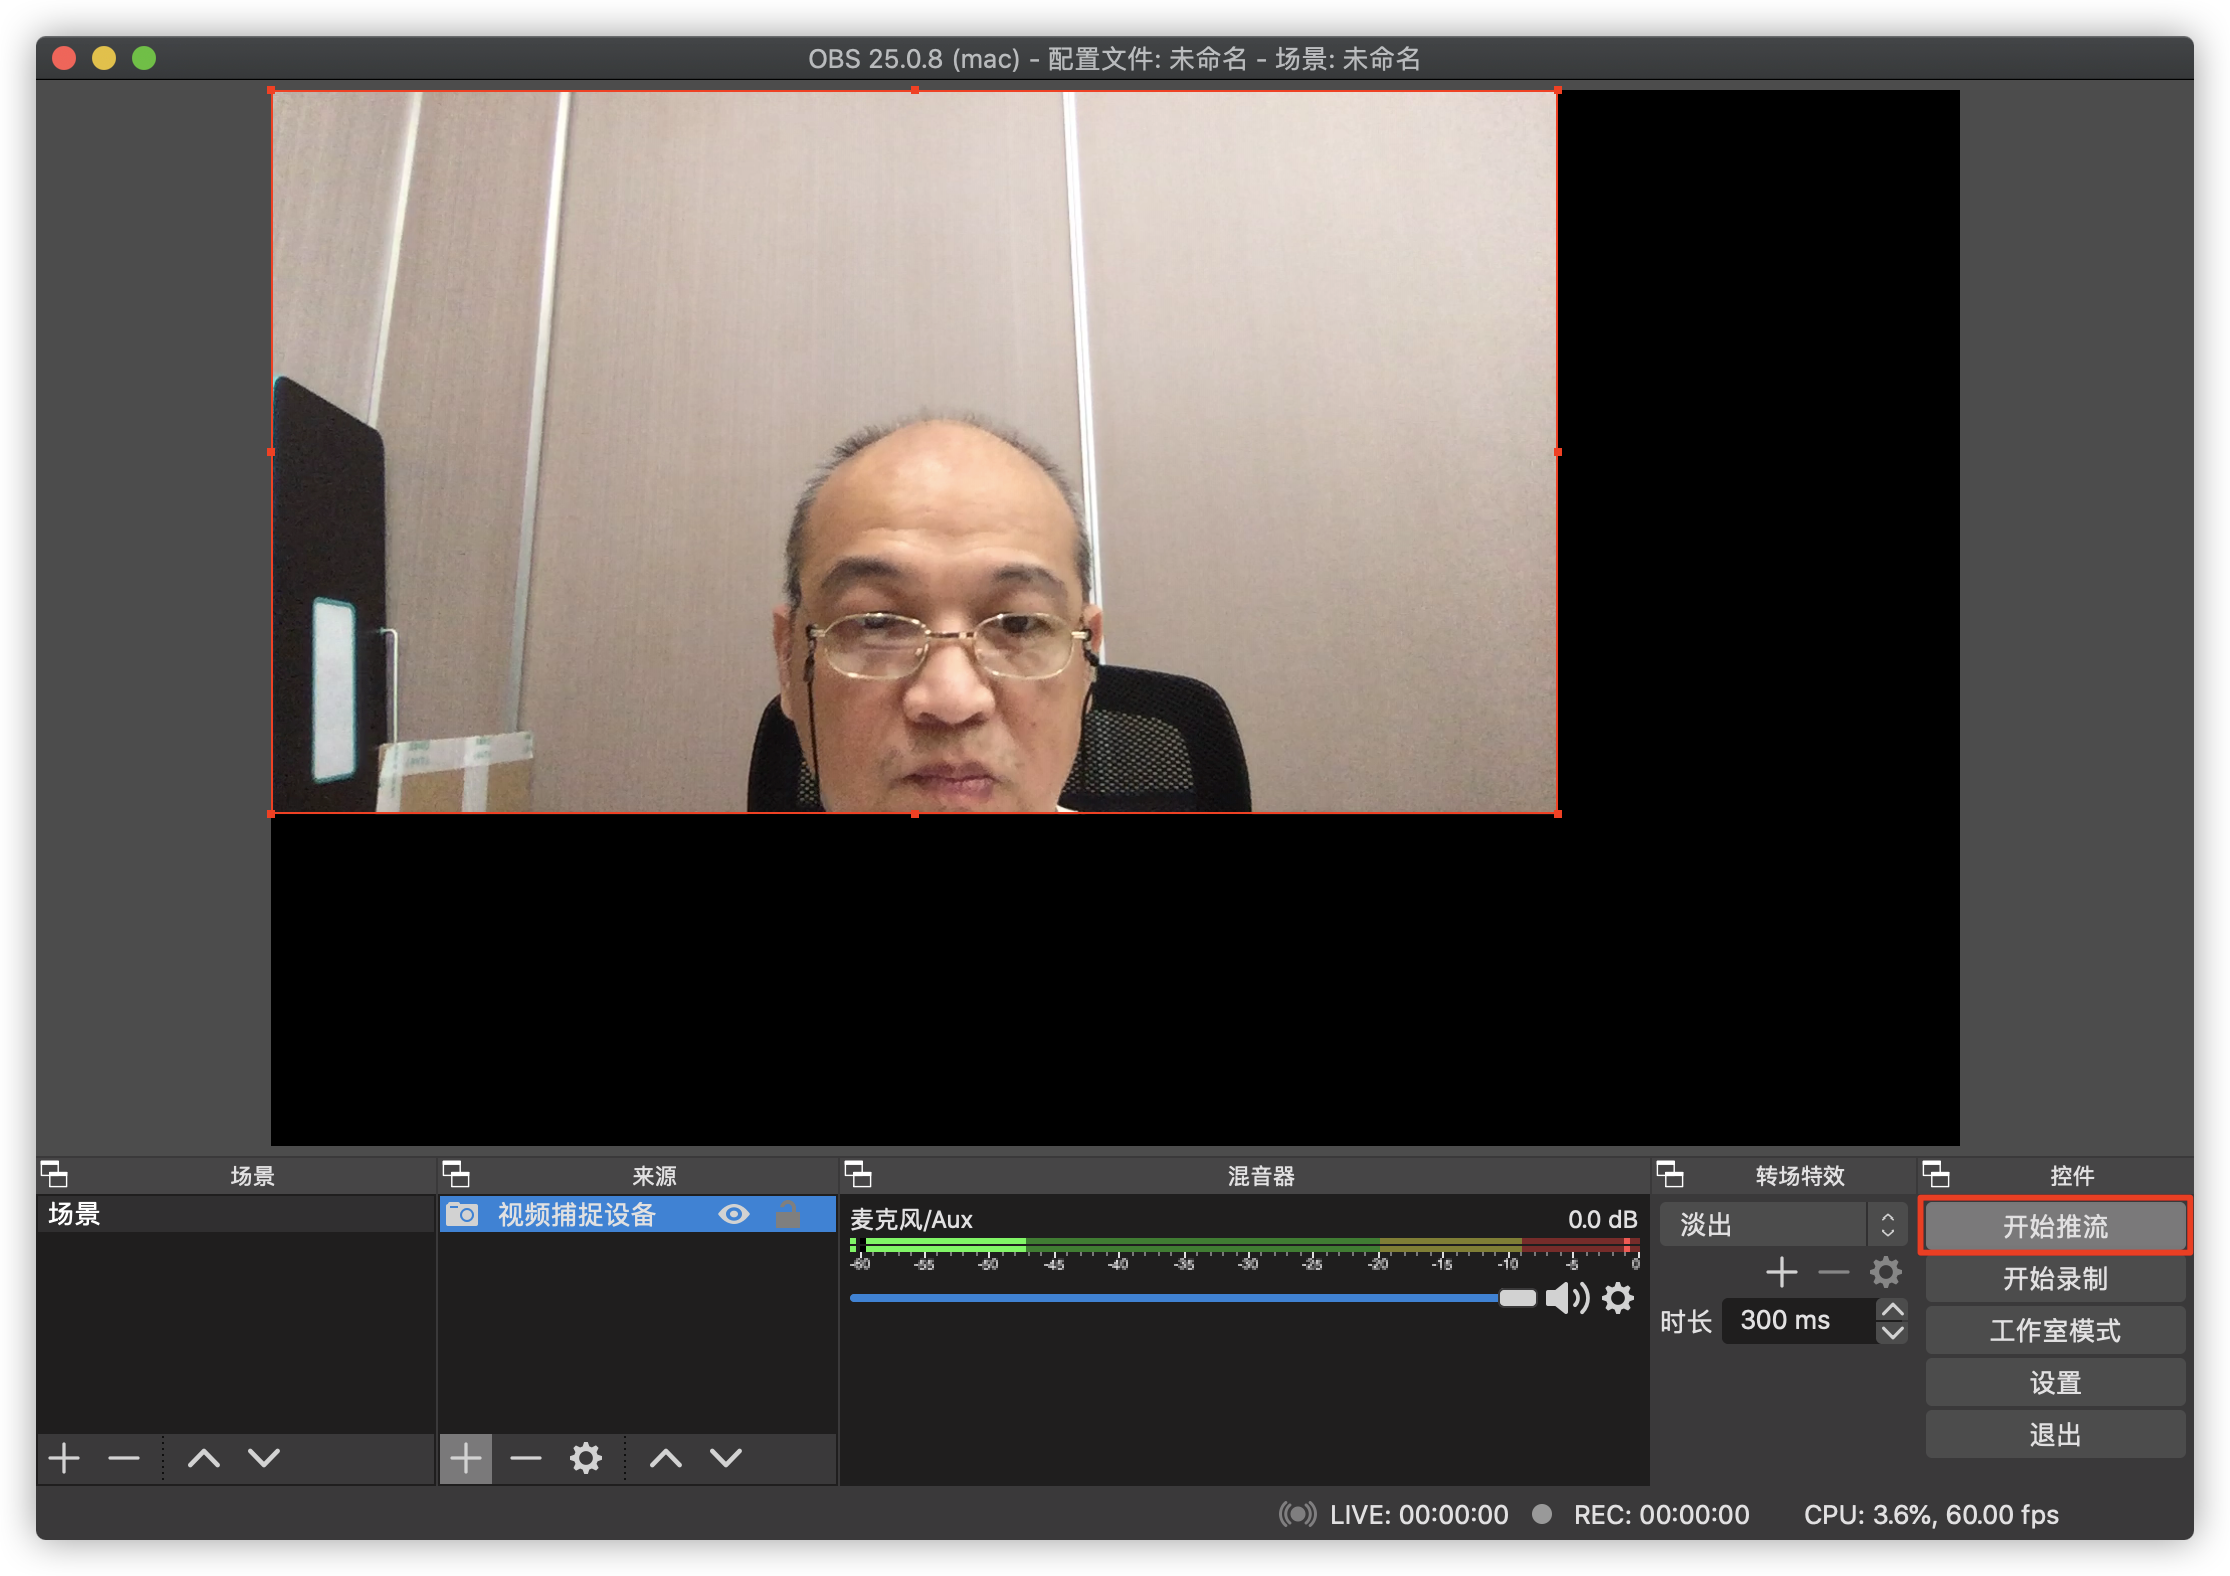 OBS 25.0.8 (mac) - 配置文件: 未命名 - 场景: 未命名
场景
场景
来源
视频捕捉设备
混音器
麦克风/Aux 0.0 dB
-60 -55 -50 -45 -40 -35 -30 -25 -20 -15 -10 -5 0
转场特效
淡出
时长 300 ms
控件
开始推流
开始录制
工作室模式
设置
退出
LIVE: 00:00:00 REC: 00:00:00 CPU: 3.6%, 60.00 fps